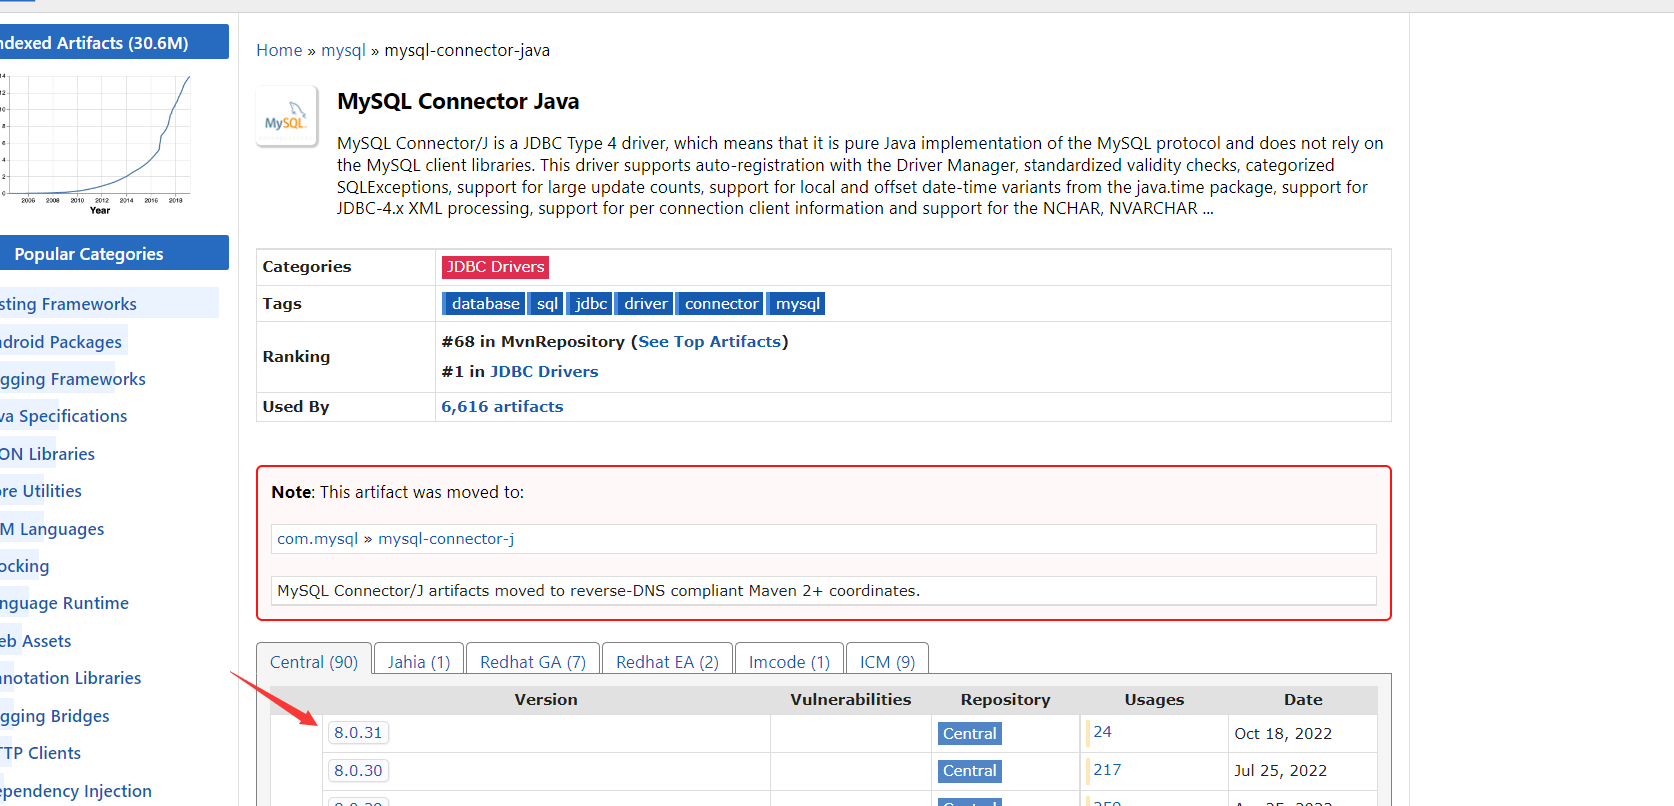 ndexed Artifacts (30.6M)
14
12
10
8
6
4
2
0
2006 2008 2010 2012 2014 2016 2018
Year
Popular Categories
sting Frameworks
ndroid Packages
gging Frameworks
va Specifications
ON Libraries
re Utilities
M Languages
ocking
nguage Runtime
eb Assets
nnotation Libraries
gging Bridges
TP Clients
ependency Injection
Home » mysql » mysql-connector-java
MySQL
MySQL Connector Java
MySQL Connector/J is a JDBC Type 4 driver, which means that it is pure Java implementation of the MySQL protocol and does not rely on
the MySQL client libraries. This driver supports auto-registration with the Driver Manager, standardized validity checks, categorized
SQLExceptions, support for large update counts, support for local and offset date-time variants from the java.time package, support for
JDBC-4.x XML processing, support for per connection client information and support for the NCHAR, NVARCHAR ...
Categories JDBC Drivers
Tags database sql jdbc driver connector mysql
Ranking #68 in MvnRepository (See Top Artifacts)
#1 in JDBC Drivers
Used By 6,616 artifacts
Note: This artifact was moved to:
com.mysql » mysql-connector-j
MySQL Connector/J artifacts moved to reverse-DNS compliant Maven 2+ coordinates.
Central (90) Jahia (1) Redhat GA (7) Redhat EA (2) Imcode (1) ICM (9)
Version Vulnerabilities Repository Usages Date
8.0.31 Central 24 Oct 18, 2022
8.0.30 Central 217 Jul 25, 2022